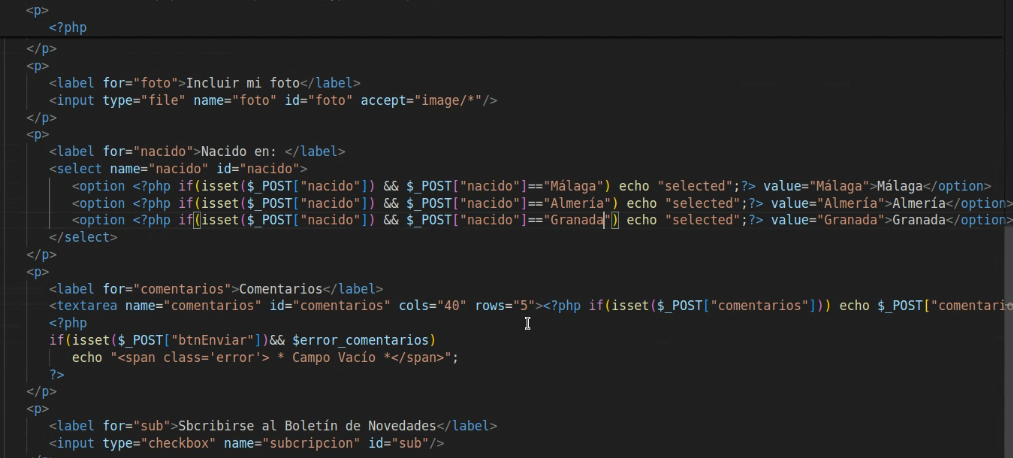 <p>
<?php
</p>
<p>
<label for="foto">Incluir mi foto</label>
<input type="file" name="foto" id="foto" accept="image/*"/>
</p>
<p>
<label for="nacido">Nacido en: </label>
<select name="nacido" id="nacido">
<option <?php if(isset($_POST["nacido"]) && $_POST["nacido"]=="Málaga") echo "selected";?> value="Málaga">Málaga</option>
<option <?php if(isset($_POST["nacido"]) && $_POST["nacido"]=="Almería") echo "selected";?> value="Almería">Almería</option>
<option <?php if(isset($_POST["nacido"]) && $_POST["nacido"]=="Granada") echo "selected";?> value="Granada">Granada</option>
</select>
</p>
<p>
<label for="comentarios">Comentarios</label>
<textarea name="comentarios" id="comentarios" cols="40" rows="5"><?php if(isset($_POST["comentarios"])) echo $_POST["comentario
<?php
if(isset($_POST["btnEnviar"])&& $error_comentarios)
echo "<span class='error'> * Campo Vacío *</span>";
?>
</p>
<p>
<label for="sub">Sbcribirse al Boletín de Novedades</label>
<input type="checkbox" name="subcripcion" id="sub"/>